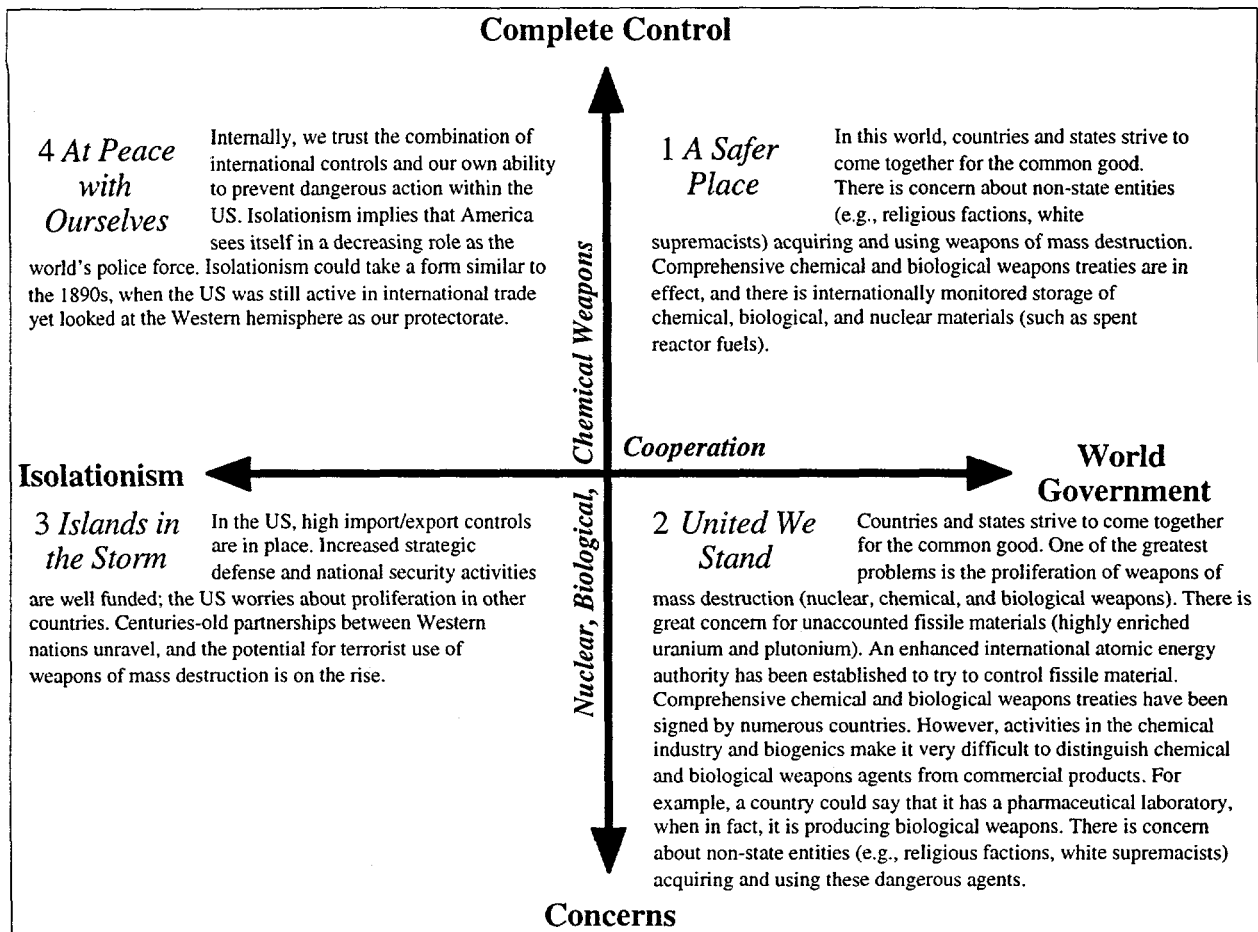 Complete Control
4 At Peace
with
Ourselves
Internally, we trust the combination of
international controls and our own ability
to prevent dangerous action within the
US. Isolationism implies that America
sees itself in a decreasing role as the
world's police force. Isolationism could take a form similar to
the 1890s, when the US was still active in international trade
yet looked at the Western hemisphere as our protectorate.
1 A Safer
Place
In this world, countries and states strive to
come together for the common good.
There is concern about non-state entities
(e.g., religious factions, white
supremacists) acquiring and using weapons of mass destruction.
Comprehensive chemical and biological weapons treaties are in
effect, and there is internationally monitored storage of
chemical, biological, and nuclear materials (such as spent
reactor fuels).
Nuclear, Biological, Chemical Weapons
Cooperation
Isolationism
World
Government
3 Islands in
the Storm
In the US, high import/export controls
are in place. Increased strategic
defense and national security activities
are well funded; the US worries about proliferation in other
countries. Centuries-old partnerships between Western
nations unravel, and the potential for terrorist use of
weapons of mass destruction is on the rise.
2 United We
Stand
Countries and states strive to come together
for the common good. One of the greatest
problems is the proliferation of weapons of
mass destruction (nuclear, chemical, and biological weapons). There is
great concern for unaccounted fissile materials (highly enriched
uranium and plutonium). An enhanced international atomic energy
authority has been established to try to control fissile material.
Comprehensive chemical and biological weapons treaties have been
signed by numerous countries. However, activities in the chemical
industry and biogenics make it very difficult to distinguish chemical
and biological weapons agents from commercial products. For
example, a country could say that it has a pharmaceutical laboratory,
when in fact, it is producing biological weapons. There is concern
about non-state entities (e.g., religious factions, white supremacists)
acquiring and using these dangerous agents.
Concerns